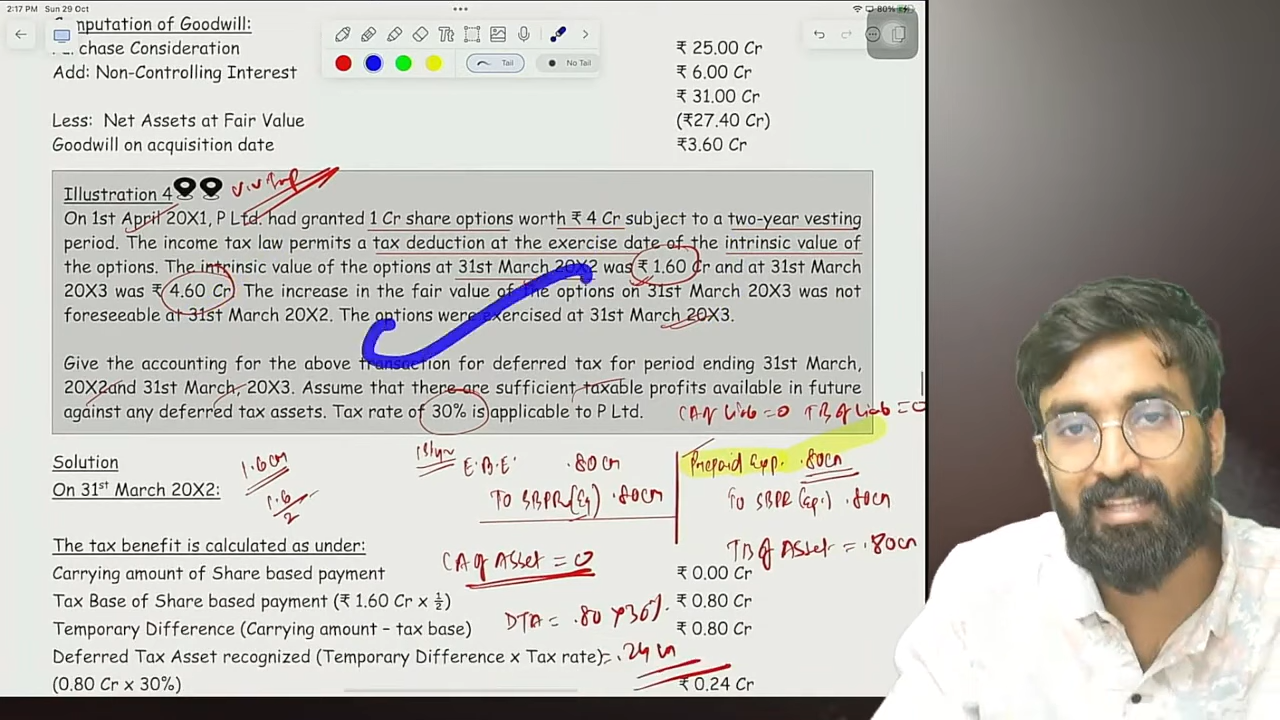 2:17 PM Sun 29 Oct
80%
mputation of Goodwill:
chase Consideration ₹ 25.00 Cr
Tail
No Tail
Add: Non-Controlling Interest ₹ 6.00 Cr
₹ 31.00 Cr
Less: Net Assets at Fair Value (₹27.40 Cr)
Goodwill on acquisition date ₹3.60 Cr
Illustration 4 v.v Imp
On 1st April 20X1, P Ltd. had granted 1 Cr share options worth ₹ 4 Cr subject to a two-year vesting
period. The income tax law permits a tax deduction at the exercise date of the intrinsic value of
the options. The intrinsic value of the options at 31st March 20X2 was ₹ 1.60 Cr and at 31st March
20X3 was ₹ 4.60 Cr. The increase in the fair value of the options on 31st March 20X3 was not
foreseeable at 31st March 20X2. The options were exercised at 31st March 20X3.
Give the accounting for the above transaction for deferred tax for period ending 31st March,
20X2and 31st March, 20X3. Assume that there are sufficient taxable profits available in future
against any deferred tax assets. Tax rate of 30% is applicable to P Ltd.
CA of Liab = 0 TB of Liab = 0
Solution
1.6cr
1st yr E.B.E. .80cr
Prepaid Exp. .80cr
On 31st March 20X2:
1.6/2
To SBPR(Eq) .80cr
To SBPR (Eq.) .80cr
The tax benefit is calculated as under:
CA of Asset = 0
TB of Asset = .80cr
Carrying amount of Share based payment ₹ 0.00 Cr
Tax Base of Share based payment (₹ 1.60 Cr x ½) ₹ 0.80 Cr
DTA = .80 x 30%.
Temporary Difference (Carrying amount – tax base) ₹ 0.80 Cr
Deferred Tax Asset recognized (Temporary Difference x Tax rate) = .24 cr
(0.80 Cr x 30%) ₹ 0.24 Cr